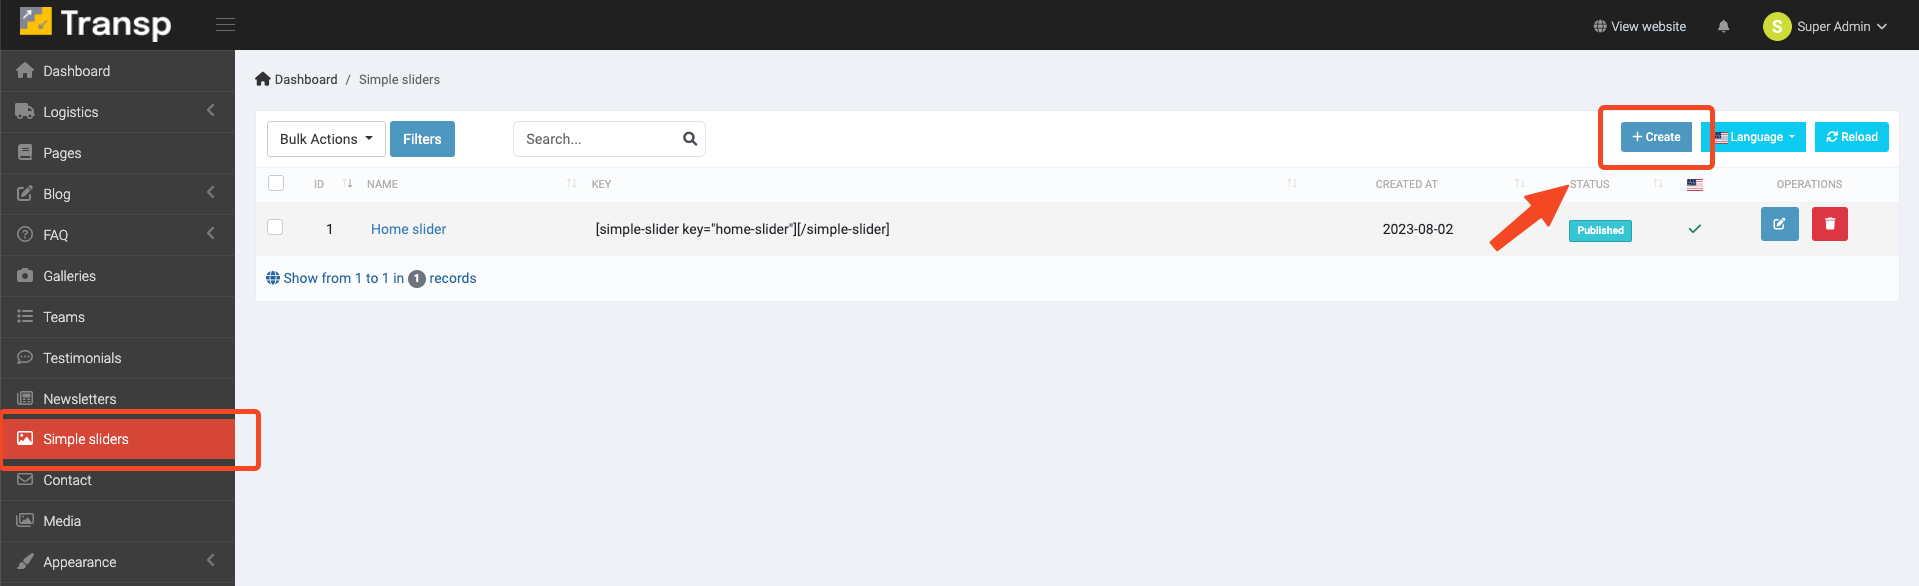 Transp
View website
S Super Admin
Dashboard
Logistics
Pages
Blog
FAQ
Galleries
Teams
Testimonials
Newsletters
Simple sliders
Contact
Media
Appearance
Dashboard / Simple sliders
Bulk Actions Filters Search... + Create Language Reload
ID NAME KEY CREATED AT STATUS OPERATIONS
1 Home slider [simple-slider key="home-slider"][/simple-slider] 2023-08-02 Published
Show from 1 to 1 in 1 records